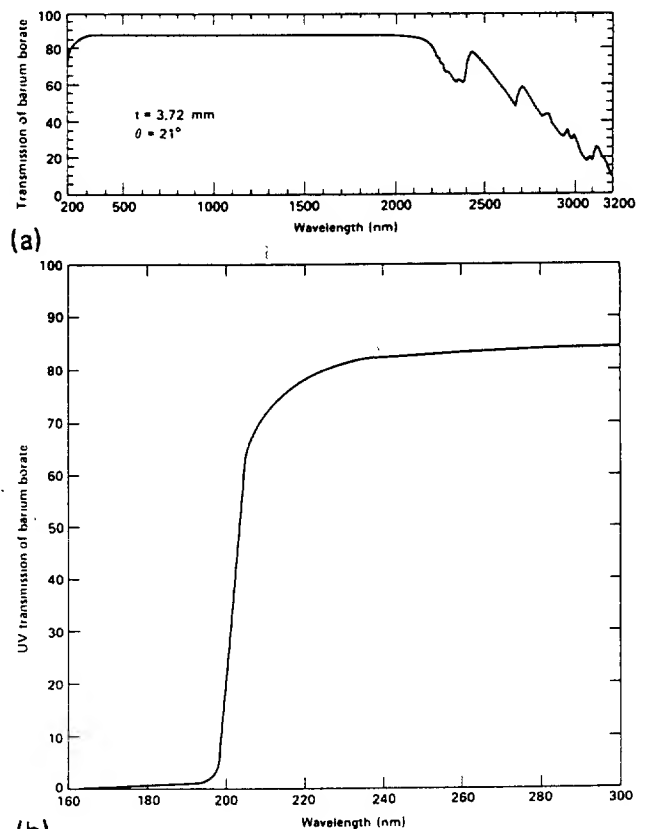 Transmission of barium borate
100
80
60
40
20
0
t = 3.72 mm
θ = 21°
200 500 1000 1500 2000 2500 3000 3200
Wavelength (nm)
(a)
UV transmission of barium borate
100
90
80
70
60
50
40
30
20
10
0
160 180 200 220 240 260 280 300
Wavelength (nm)
(b)